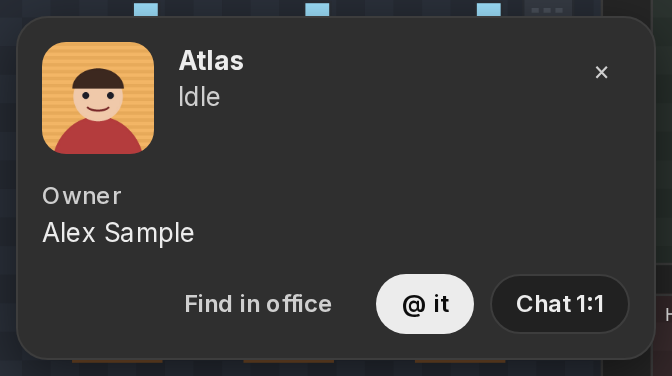 Atlas
Idle
×
Owner
Alex Sample
Find in office
@ it
Chat 1:1